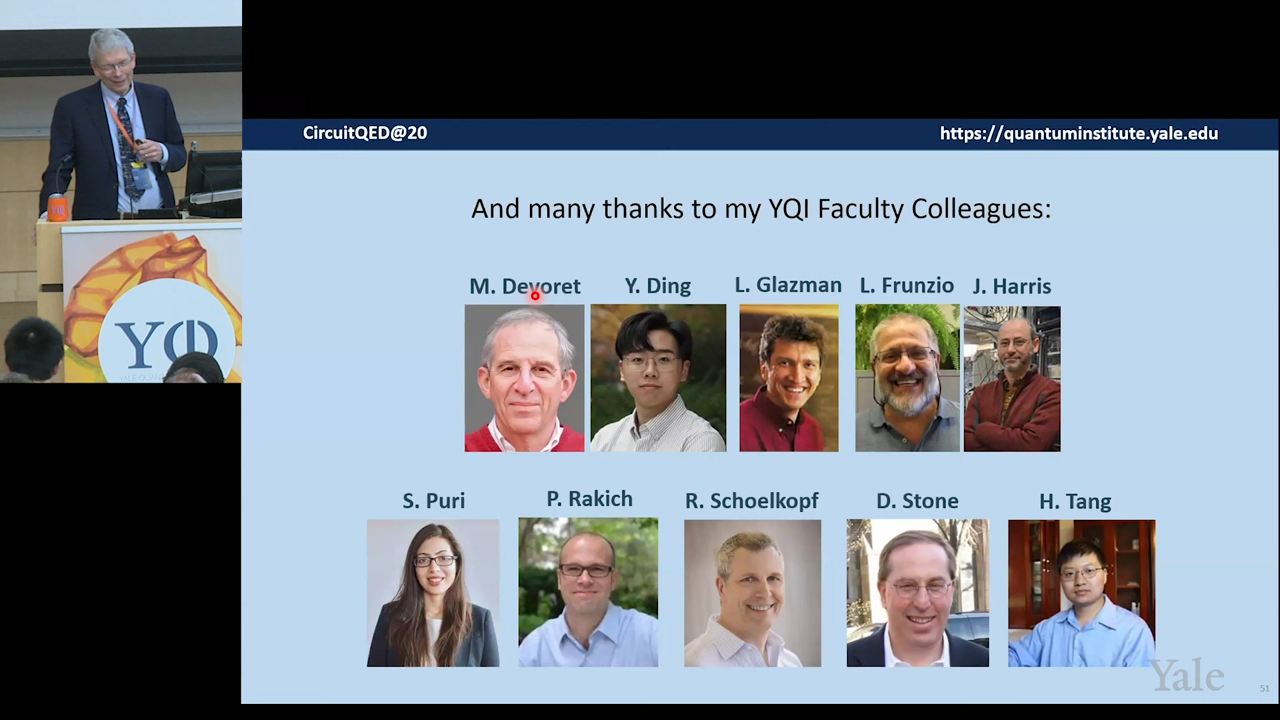 CircuitQED@20
https://quantuminstitute.yale.edu
And many thanks to my YQI Faculty Colleagues:
M. Devoret
Y. Ding
L. Glazman
L. Frunzio
J. Harris
S. Puri
P. Rakich
R. Schoelkopf
D. Stone
H. Tang
Yale
51